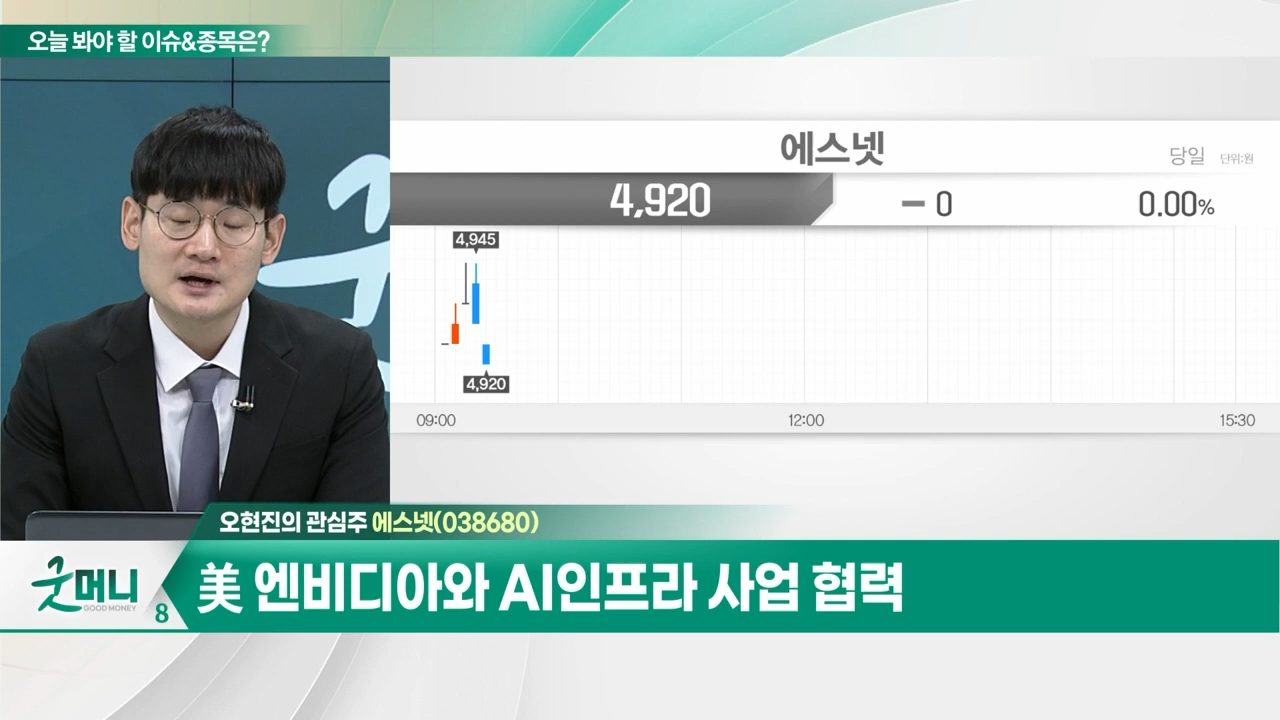 오늘 봐야 할 이슈&종목은?
에스넷
당일 단위:원
4,920 0 0.00%
4,945
4,920
09:00 12:00 15:30
오현진의 관심주 에스넷(038680)
굿머니
GOOD MONEY
8
美 엔비디아와 AI인프라 사업 협력